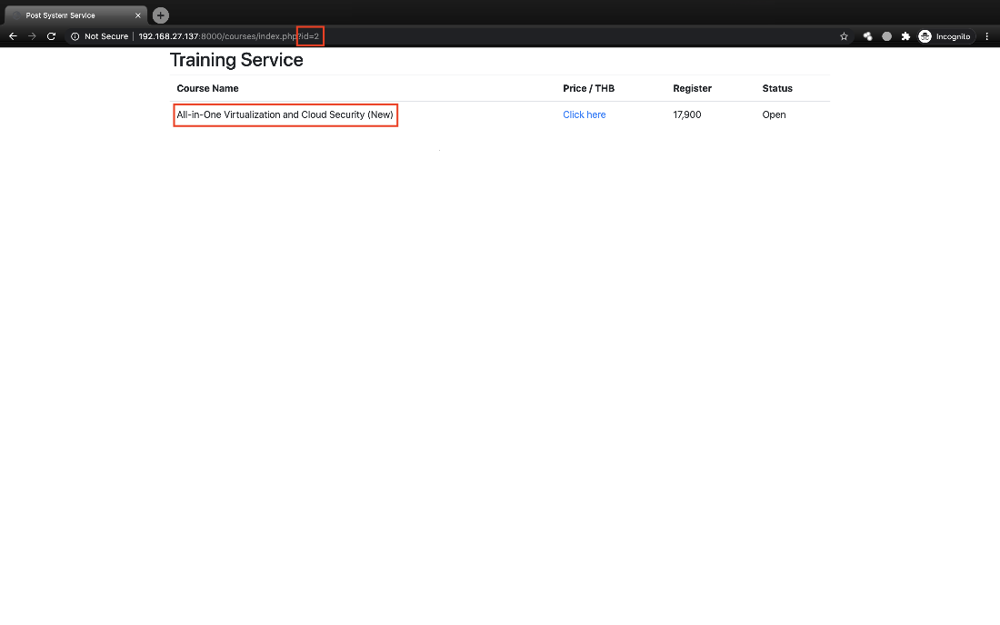 Post System Service
Not Secure | 192.168.27.137:8000/courses/index.php?id=2
Incognito
Training Service
Course Name Price / THB Register Status
All-in-One Virtualization and Cloud Security (New) Click here 17,900 Open